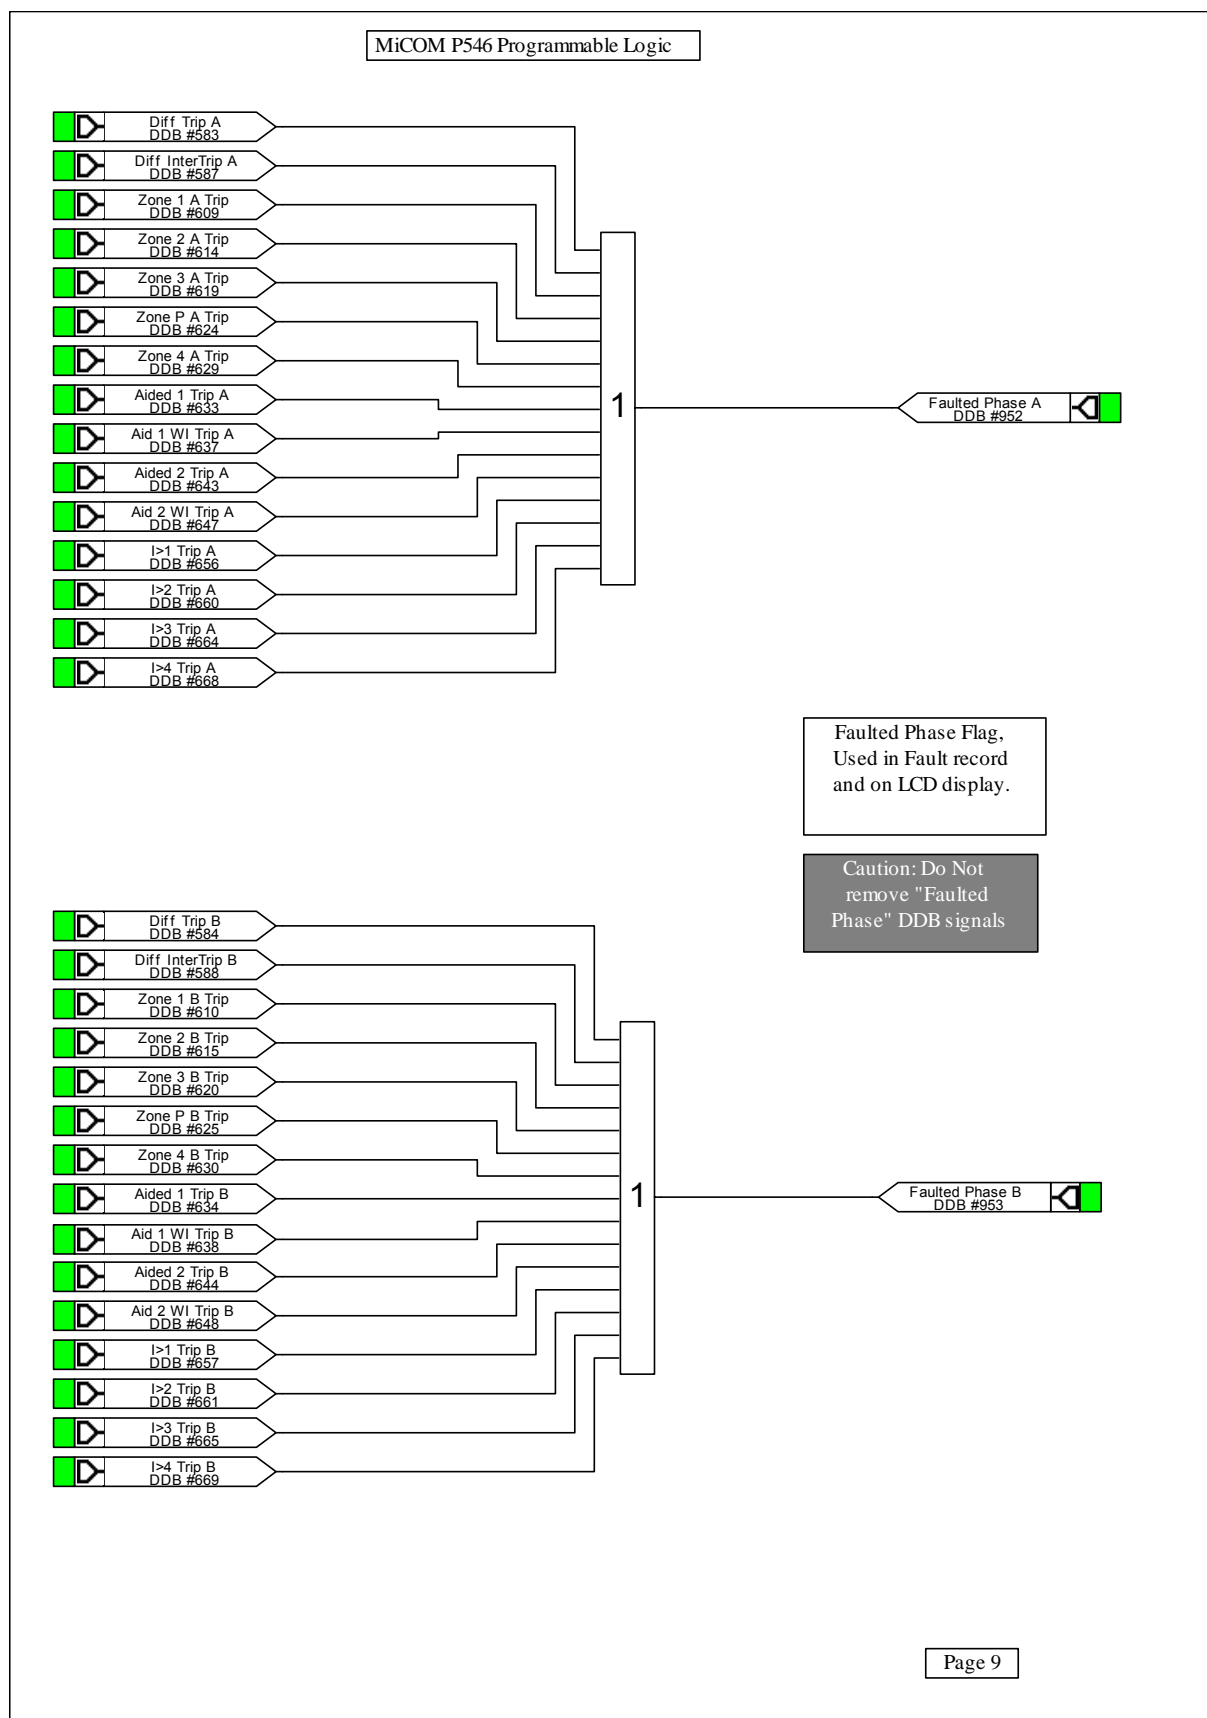 MiCOM P546 Programmable Logic
Diff Trip A
DDB #583
Diff InterTrip A
DDB #587
Zone 1 A Trip
DDB #609
Zone 2 A Trip
DDB #614
Zone 3 A Trip
DDB #619
Zone P A Trip
DDB #624
Zone 4 A Trip
DDB #629
Aided 1 Trip A
DDB #633
Aid 1 WI Trip A
DDB #637
Aided 2 Trip A
DDB #643
Aid 2 WI Trip A
DDB #647
I>1 Trip A
DDB #656
I>2 Trip A
DDB #660
I>3 Trip A
DDB #664
I>4 Trip A
DDB #668
1
Faulted Phase A
DDB #952
Faulted Phase Flag,
Used in Fault record
and on LCD display.
Caution: Do Not
remove "Faulted
Phase" DDB signals
Diff Trip B
DDB #584
Diff InterTrip B
DDB #588
Zone 1 B Trip
DDB #610
Zone 2 B Trip
DDB #615
Zone 3 B Trip
DDB #620
Zone P B Trip
DDB #625
Zone 4 B Trip
DDB #630
Aided 1 Trip B
DDB #634
Aid 1 WI Trip B
DDB #638
Aided 2 Trip B
DDB #644
Aid 2 WI Trip B
DDB #648
I>1 Trip B
DDB #657
I>2 Trip B
DDB #661
I>3 Trip B
DDB #665
I>4 Trip B
DDB #669
1
Faulted Phase B
DDB #953
Page 9